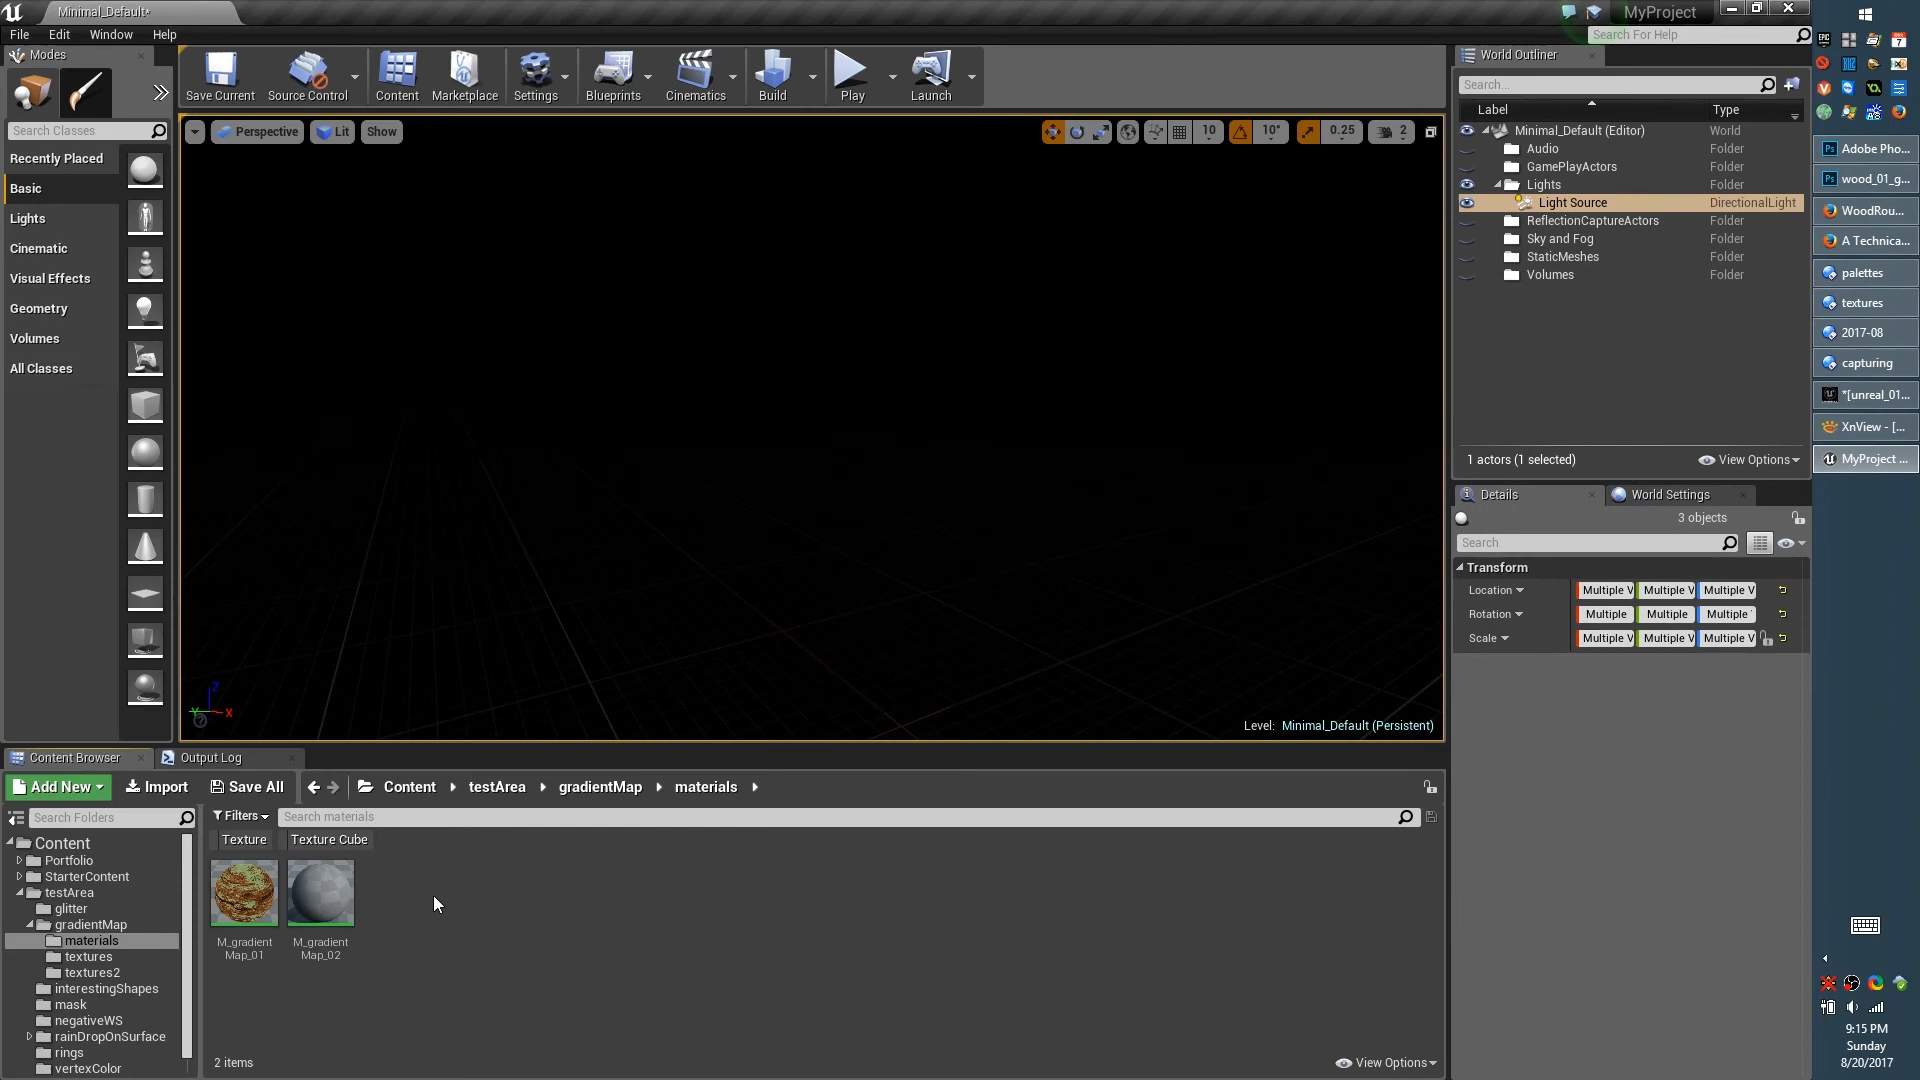 Minimal_Default*
MyProject
File Edit Window Help
Search For Help
Modes
Search Classes
Recently Placed
Basic
Lights
Cinematic
Visual Effects
Geometry
Volumes
All Classes
Save Current Source Control Content Marketplace Settings Blueprints Cinematics Build Play Launch
Perspective Lit Show
10 10° 0.25 2
X
Y
Z
Level: Minimal_Default (Persistent)
World Outliner
Search...
Label Type
Minimal_Default (Editor) World
Audio Folder
GamePlayActors Folder
Lights Folder
Light Source DirectionalLight
ReflectionCaptureActors Folder
Sky and Fog Folder
StaticMeshes Folder
Volumes Folder
1 actors (1 selected) View Options
Details World Settings
3 objects
Search
Transform
Location Multiple V Multiple V Multiple V
Rotation Multiple Multiple Multiple
Scale Multiple V Multiple V Multiple V
Content Browser Output Log
Add New Import Save All Content testArea gradientMap materials
Search Folders
Filters Search materials
Texture Texture Cube
Content
Portfolio
StarterContent
testArea
glitter
gradientMap
materials
textures
textures2
interestingShapes
mask
negativeWS
rainDropOnSurface
rings
vertexColor
M_gradient
Map_01
M_gradient
Map_02
2 items View Options
Adobe Pho...
wood_01_g...
WoodRou...
A Technica...
palettes
textures
2017-08
capturing
*[unreal_01...
XnView - [...
MyProject ...
9:15 PM
Sunday
8/20/2017